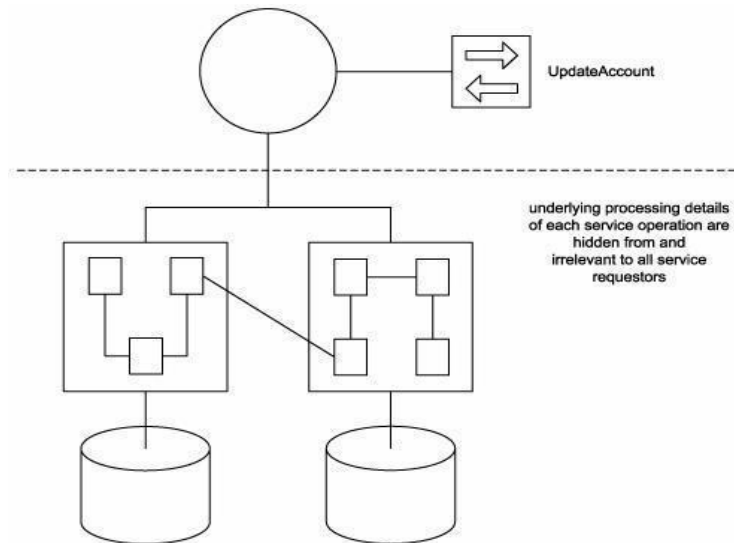 UpdateAccount
underlying processing details
of each service operation are
hidden from and
irrelevant to all service
requestors